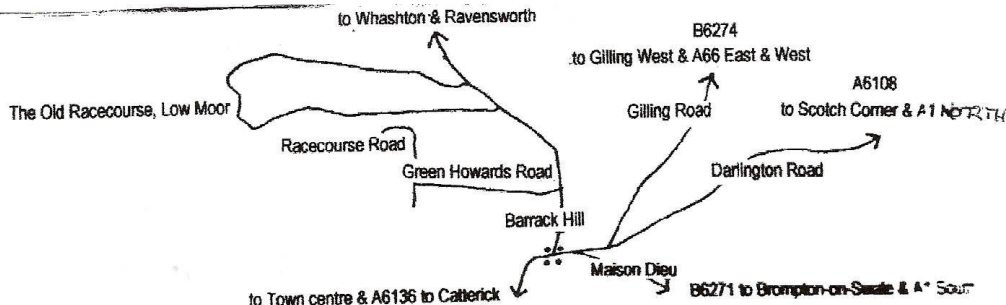 to Whashton & Ravensworth
B6274
to Gilling West & A66 East & West
A6108
to Scotch Corner & A1 NORTH
The Old Racecourse, Low Moor
Gilling Road
Racecourse Road
Green Howards Road
Darlington Road
Barrack Hill
Maison Dieu
to Town centre & A6136 to Catterick
B6271 to Brompton-on-Swale &